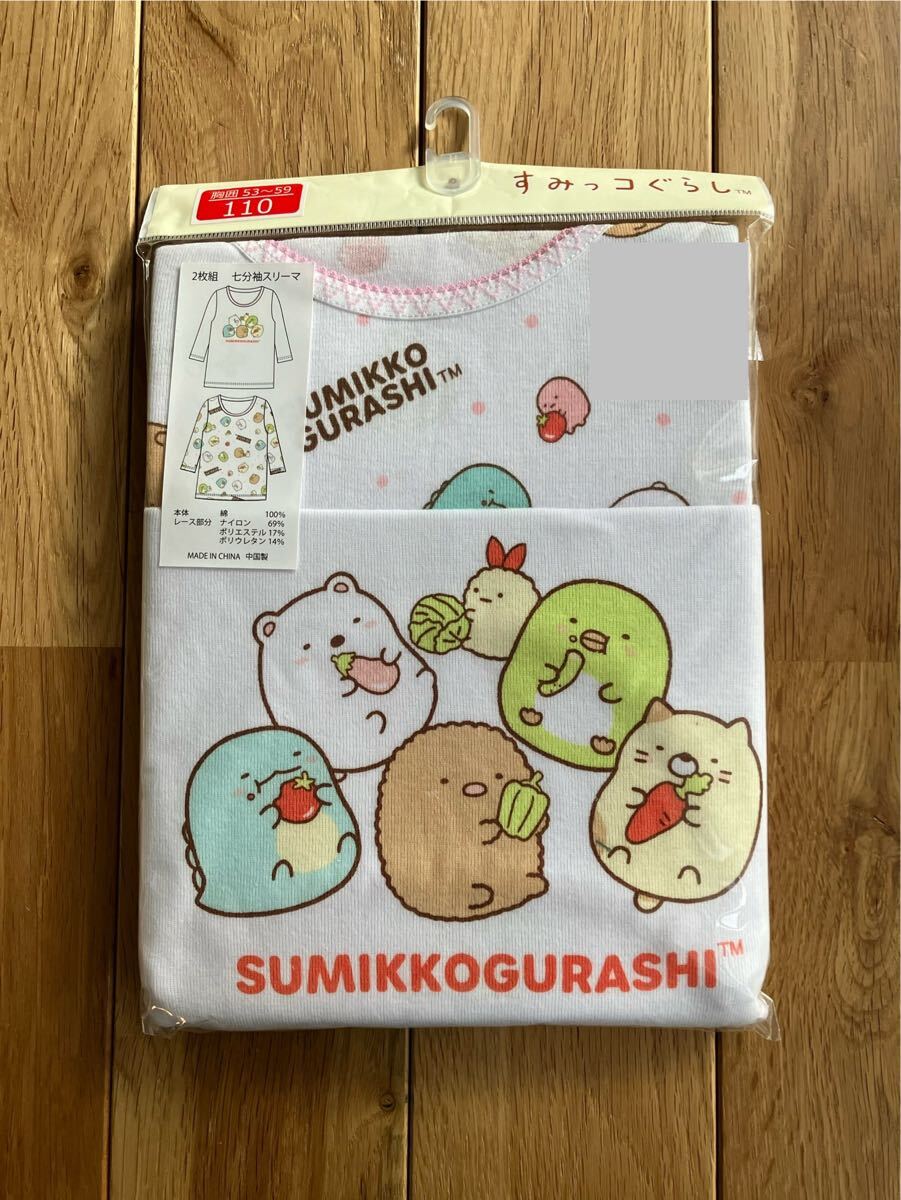 すみっコぐらし™
胸囲 53〜59
110
2枚組 七分袖スリーマ
SUMIKKOGURASHI
本体 綿 100%
レース部分 ナイロン 69%
ポリエステル 17%
ポリウレタン 14%
MADE IN CHINA 中国製
UMIKKO
GURASHI™
SUMIKKOGURASHI™